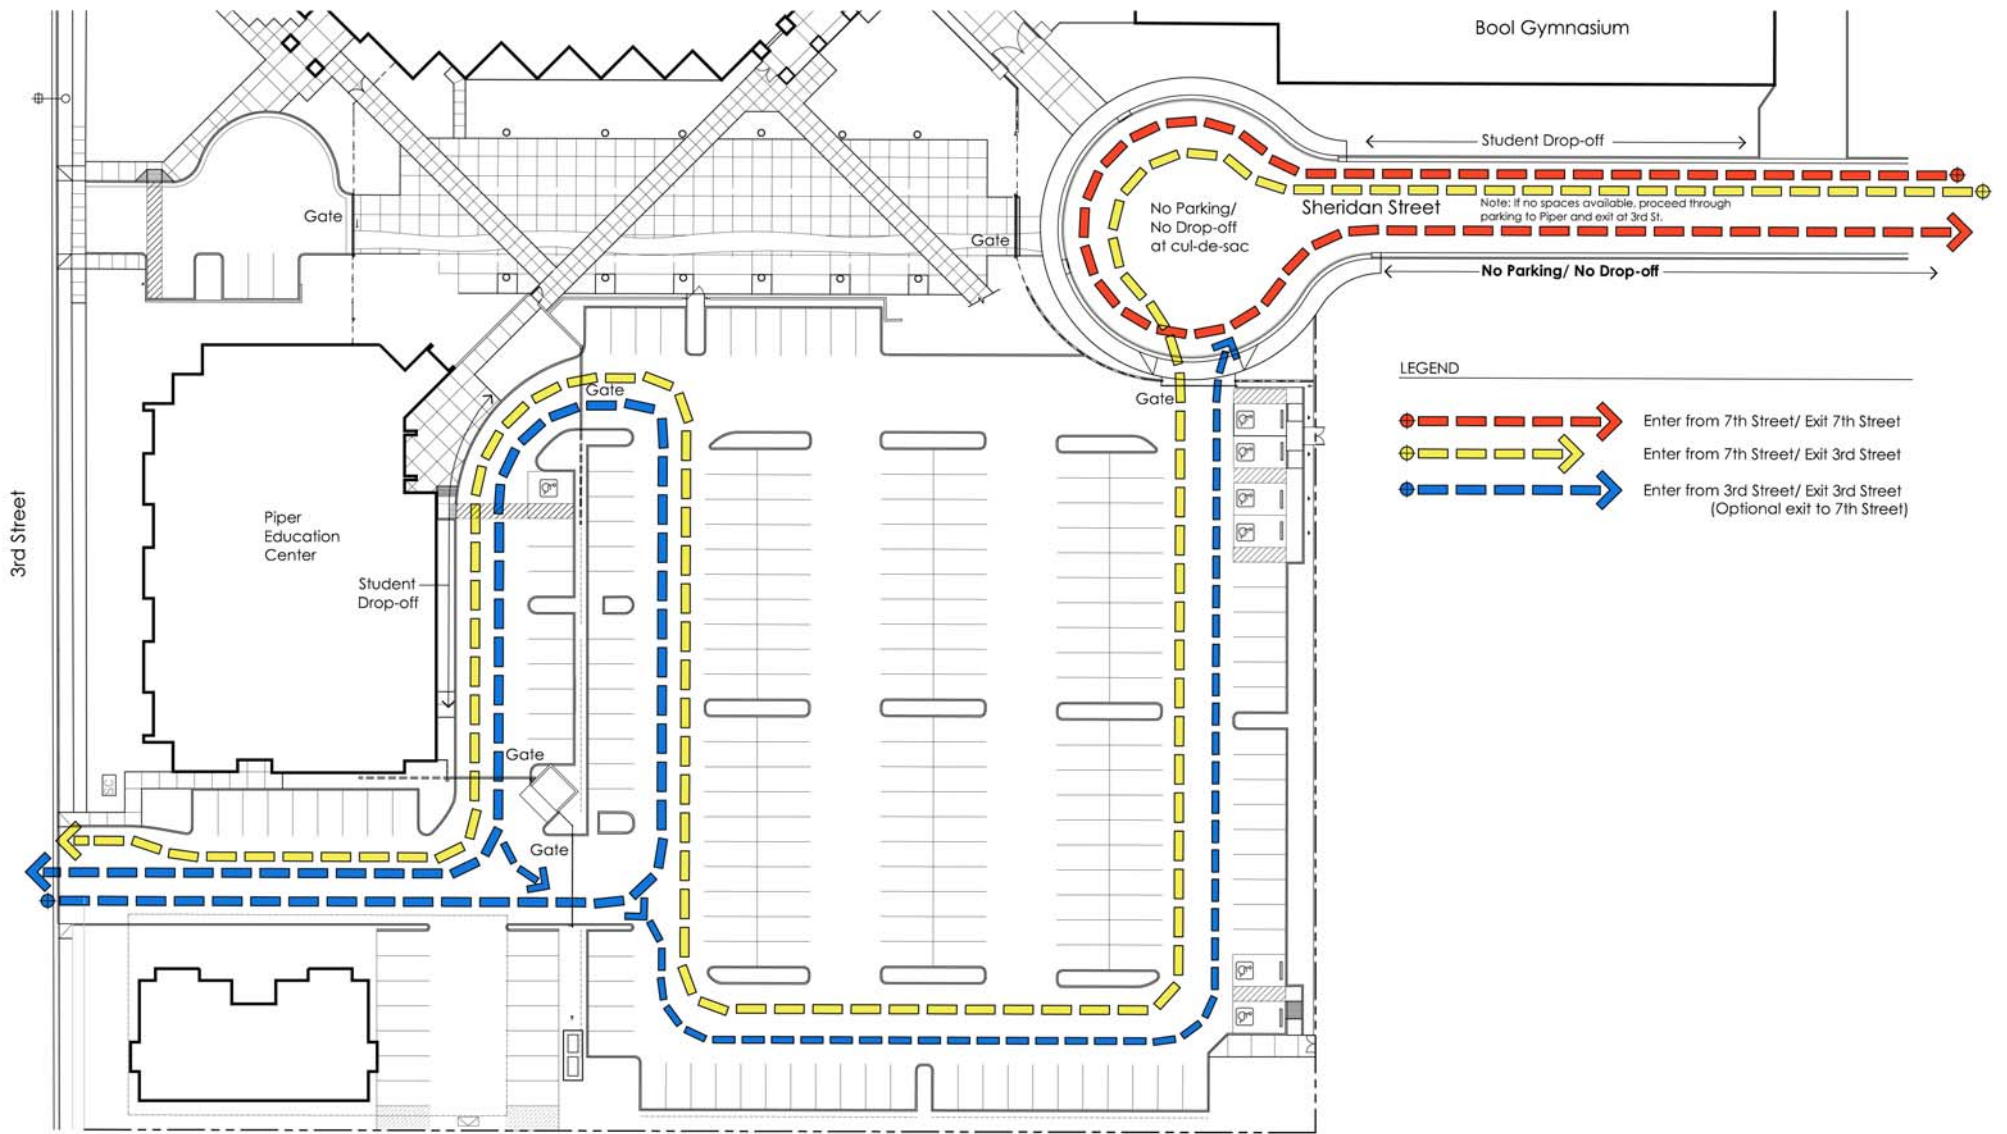 Bool Gymnasium
Student Drop-off
Gate
No Parking/
No Drop-off
at cul-de-sac
Sheridan Street
Note: If no spaces available, proceed through
parking to Piper and exit at 3rd St.
Gate
No Parking/ No Drop-off
LEGEND
Enter from 7th Street/ Exit 7th Street
Enter from 7th Street/ Exit 3rd Street
Enter from 3rd Street/ Exit 3rd Street
(Optional exit to 7th Street)
Gate
Gate
3rd Street
Piper
Education
Center
Student
Drop-off
Gate
Gate
SC